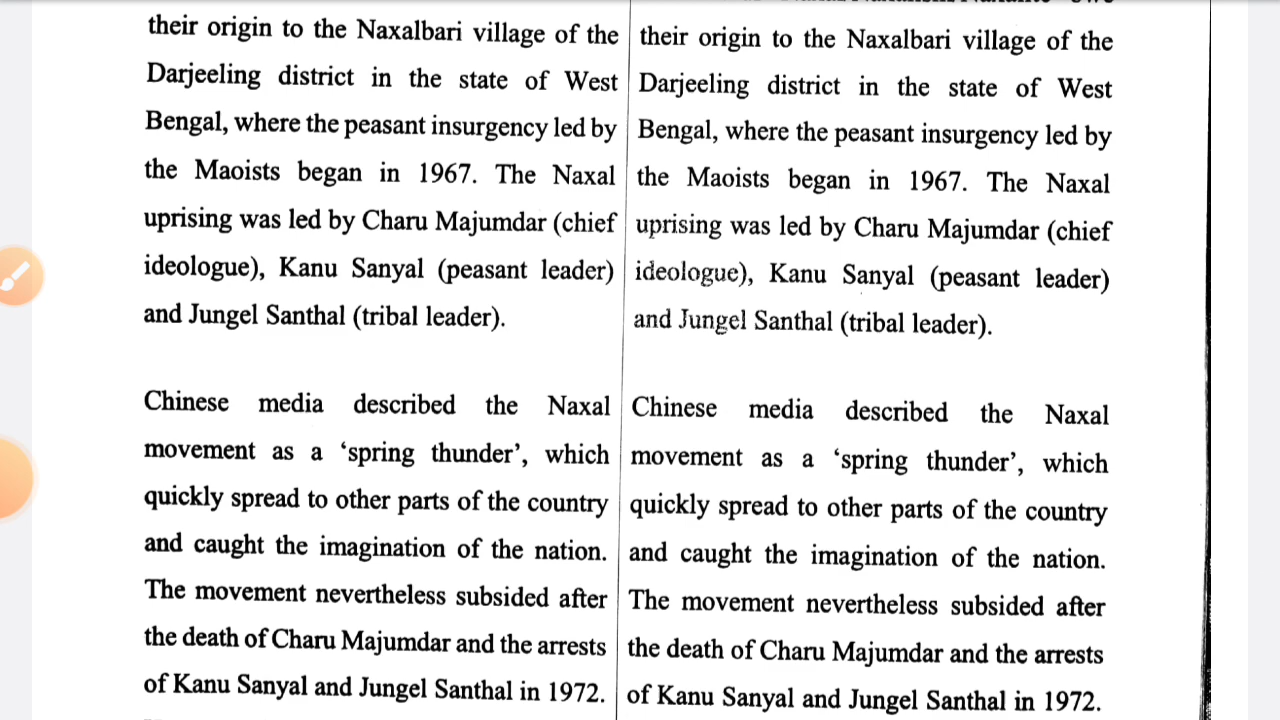 their origin to the Naxalbari village of the
Darjeeling district in the state of West
Bengal, where the peasant insurgency led by
the Maoists began in 1967. The Naxal
uprising was led by Charu Majumdar (chief
ideologue), Kanu Sanyal (peasant leader)
and Jungel Santhal (tribal leader).
Chinese media described the Naxal
movement as a ‘spring thunder’, which
quickly spread to other parts of the country
and caught the imagination of the nation.
The movement nevertheless subsided after
the death of Charu Majumdar and the arrests
of Kanu Sanyal and Jungel Santhal in 1972.
their origin to the Naxalbari village of the
Darjeeling district in the state of West
Bengal, where the peasant insurgency led by
the Maoists began in 1967. The Naxal
uprising was led by Charu Majumdar (chief
ideologue), Kanu Sanyal (peasant leader)
and Jungel Santhal (tribal leader).
Chinese media described the Naxal
movement as a ‘spring thunder’, which
quickly spread to other parts of the country
and caught the imagination of the nation.
The movement nevertheless subsided after
the death of Charu Majumdar and the arrests
of Kanu Sanyal and Jungel Santhal in 1972.